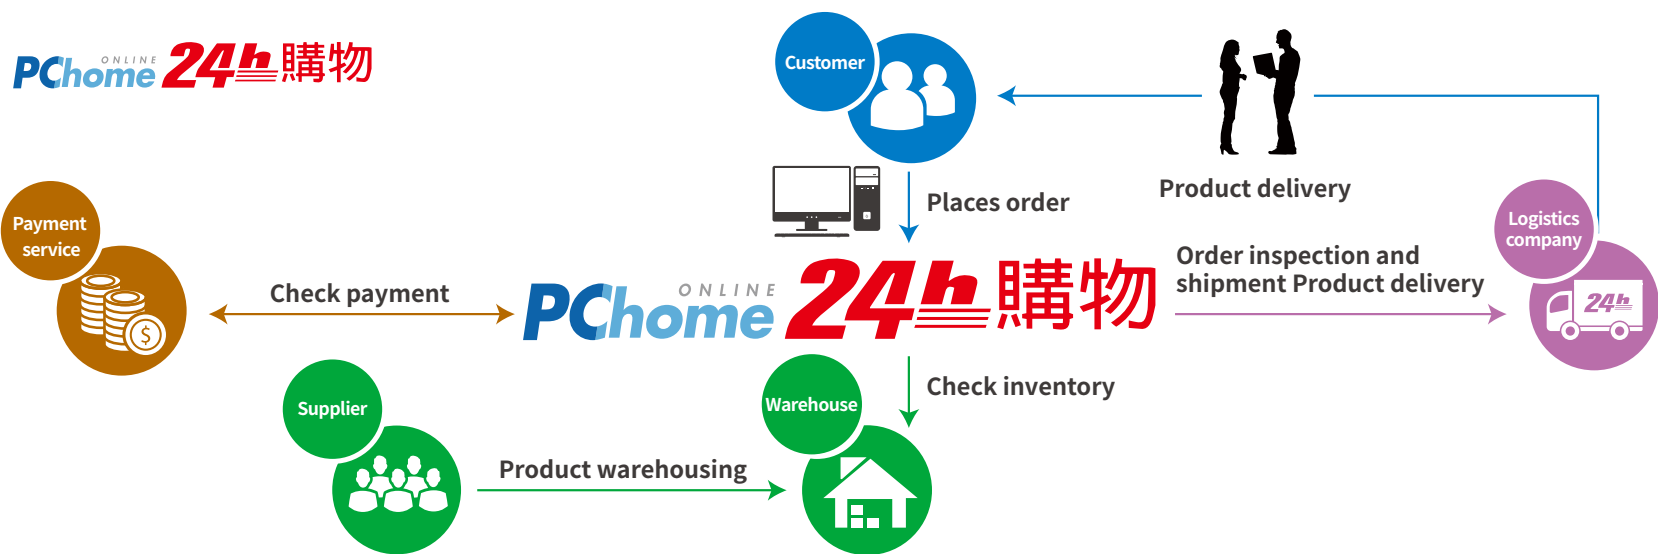 PChome ONLINE 24h購物
Customer
Places order
Product delivery
Payment
service
Logistics
company
Check payment
PChome ONLINE 24h購物
Order inspection and
shipment Product delivery
$
24h
Supplier
Warehouse
Check inventory
Product warehousing